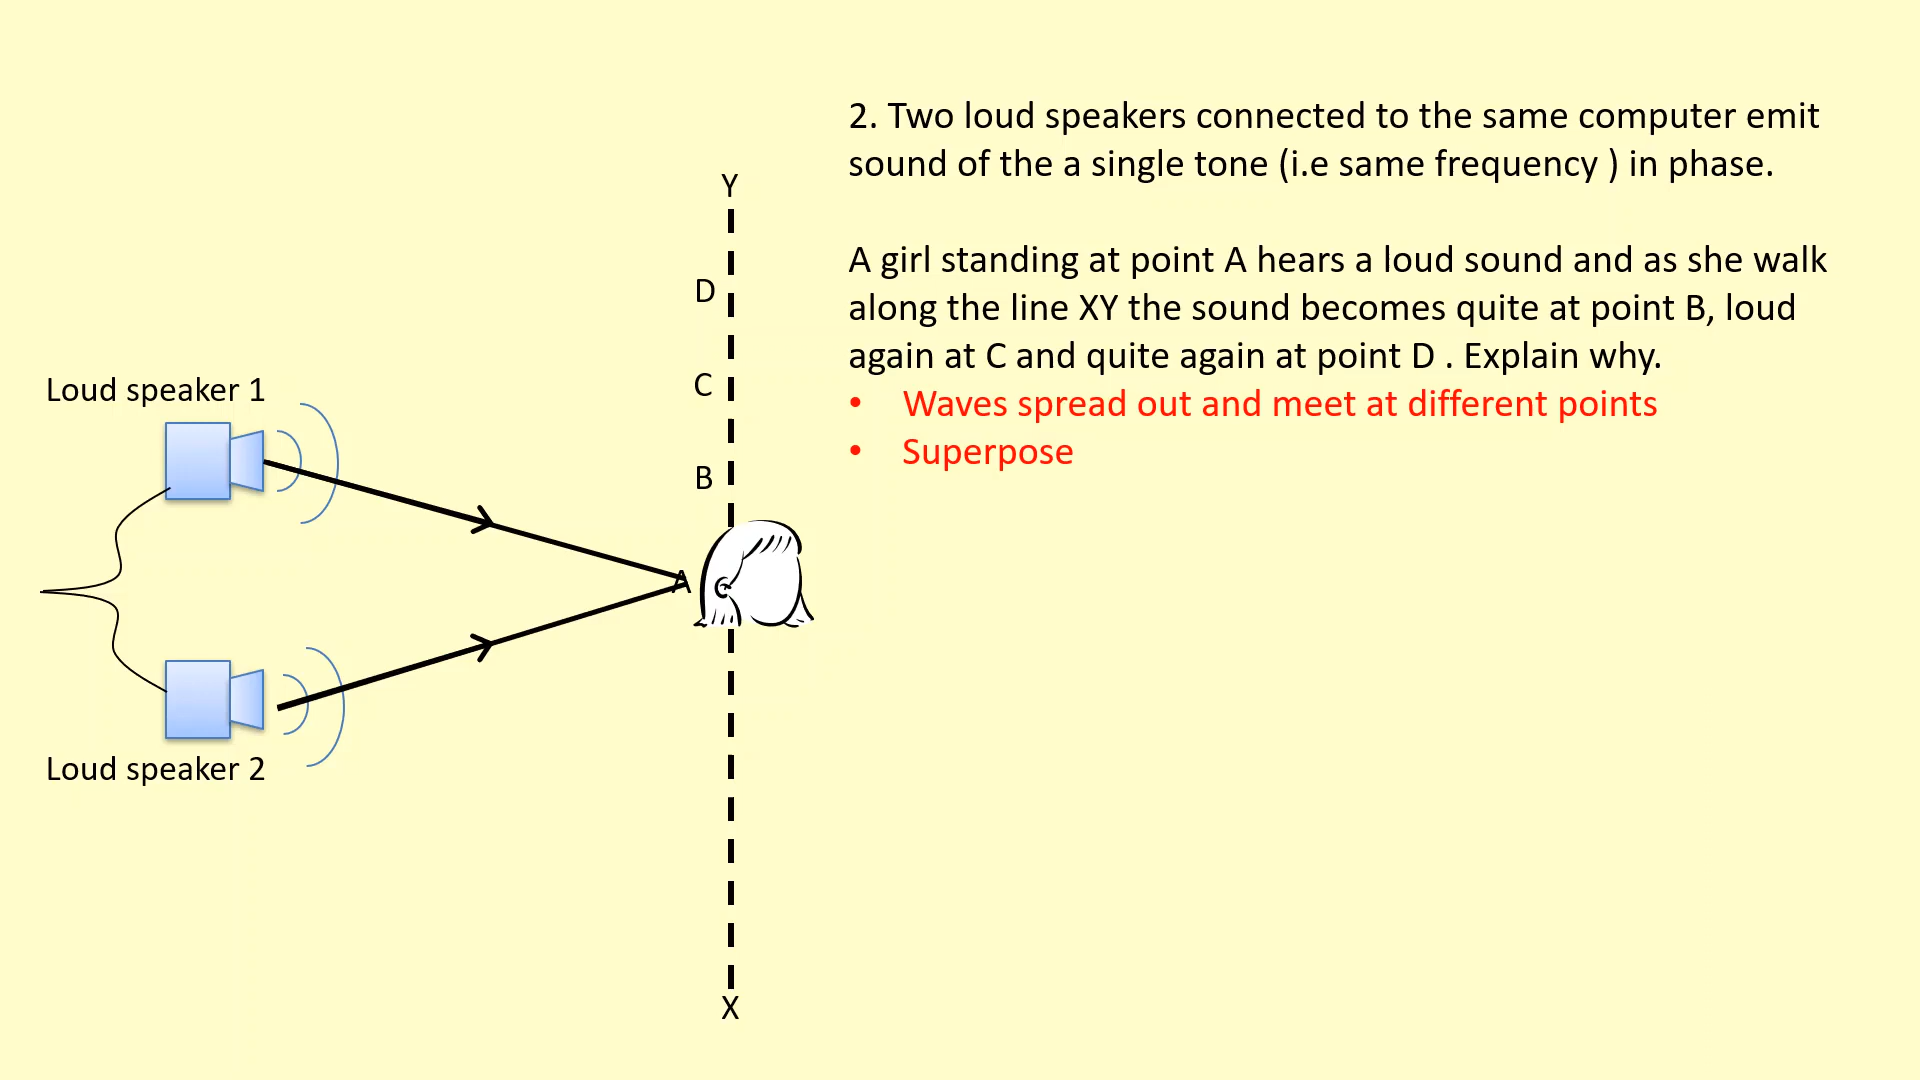 2. Two loud speakers connected to the same computer emit
sound of the a single tone (i.e same frequency ) in phase.
A girl standing at point A hears a loud sound and as she walk
along the line XY the sound becomes quite at point B, loud
again at C and quite again at point D . Explain why.
• Waves spread out and meet at different points
• Superpose
Y
D
C
B
A
X
Loud speaker 1
Loud speaker 2